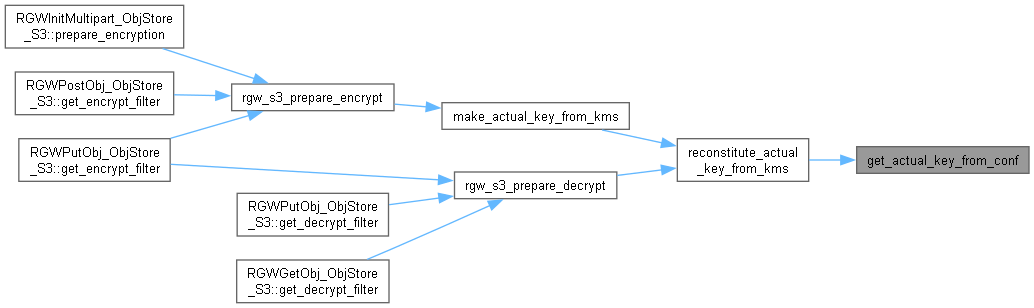 RGWInitMultipart_ObjStore
_S3::prepare_encryption
RGWPostObj_ObjStore
_S3::get_encrypt_filter
RGWPutObj_ObjStore
_S3::get_encrypt_filter
rgw_s3_prepare_encrypt
make_actual_key_from_kms
reconstitute_actual
_key_from_kms
get_actual_key_from_conf
rgw_s3_prepare_decrypt
RGWPutObj_ObjStore
_S3::get_decrypt_filter
RGWGetObj_ObjStore
_S3::get_decrypt_filter